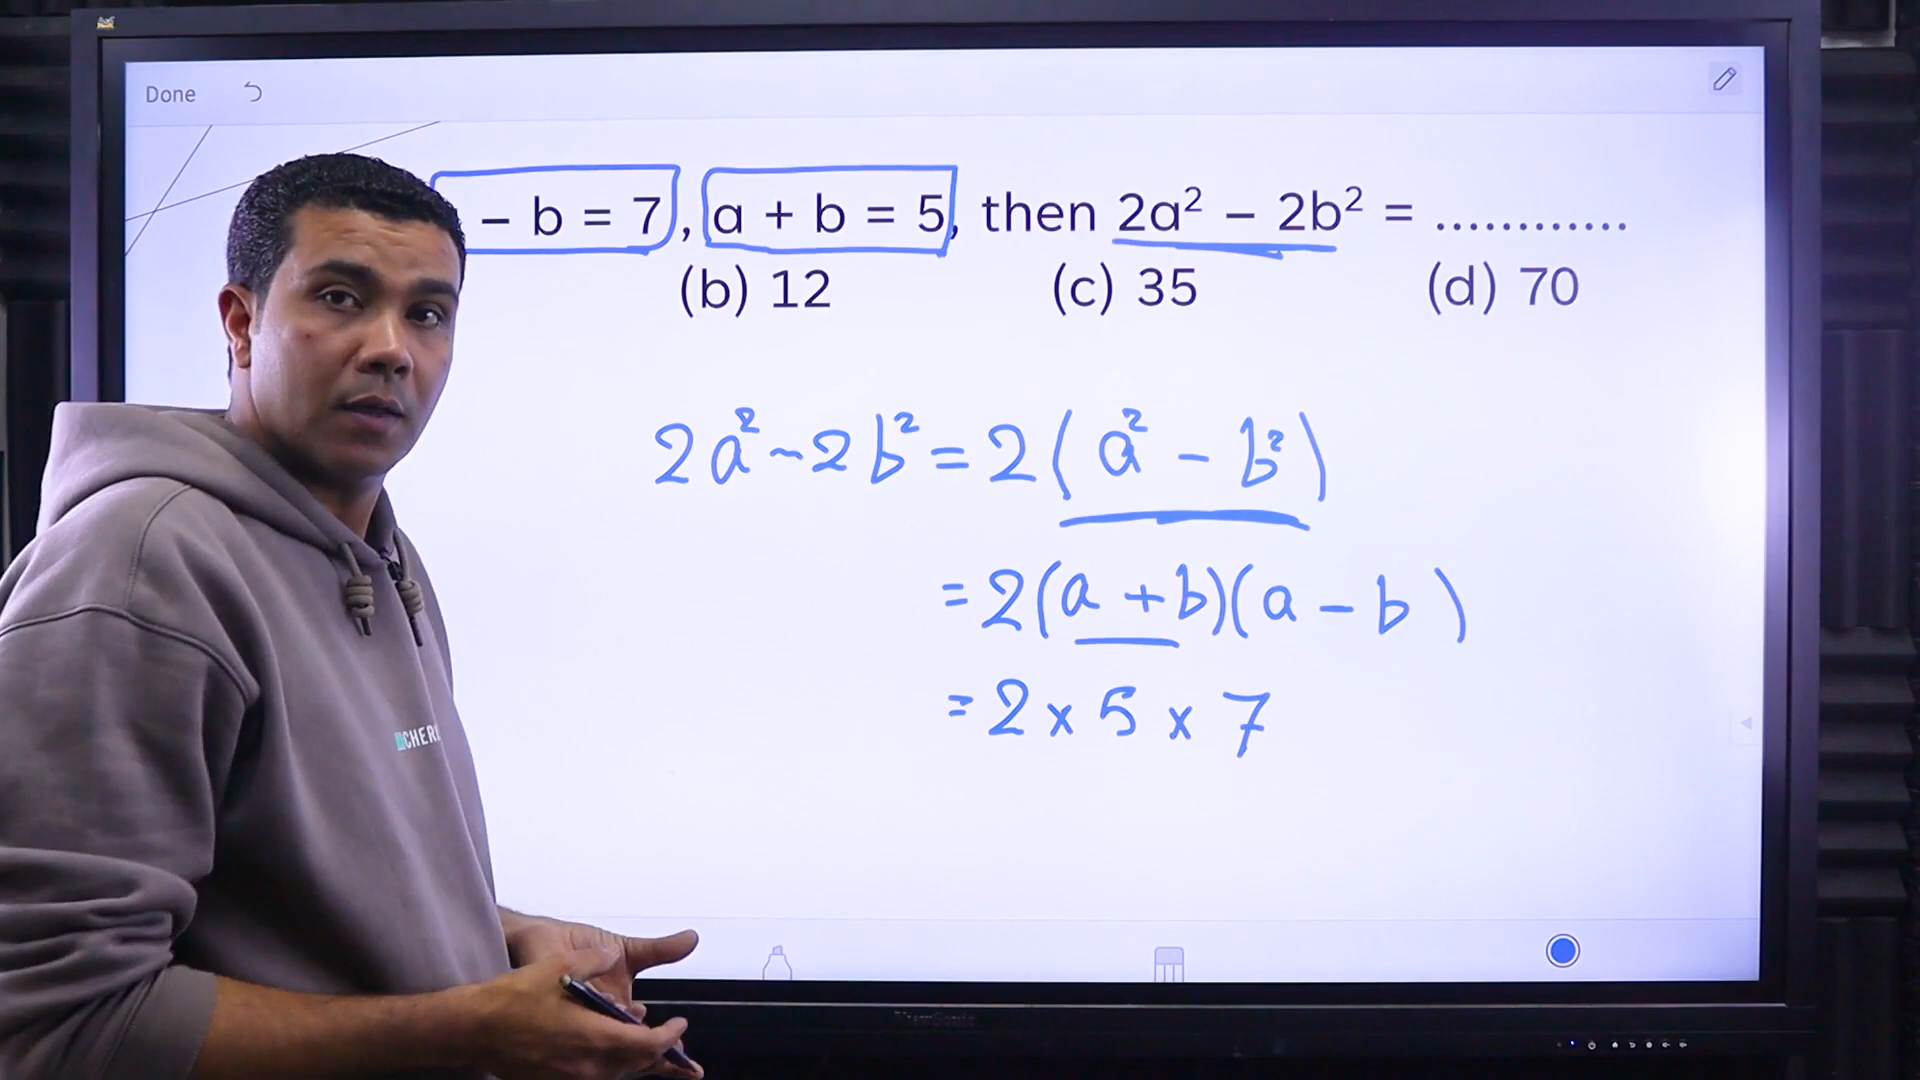 Done
– b = 7 , a + b = 5, then 2a² – 2b² = ............
(b) 12 (c) 35 (d) 70
2a² - 2b² = 2(a² - b²)
= 2(a + b)(a - b)
= 2 × 5 × 7
CHER
ViewSonic